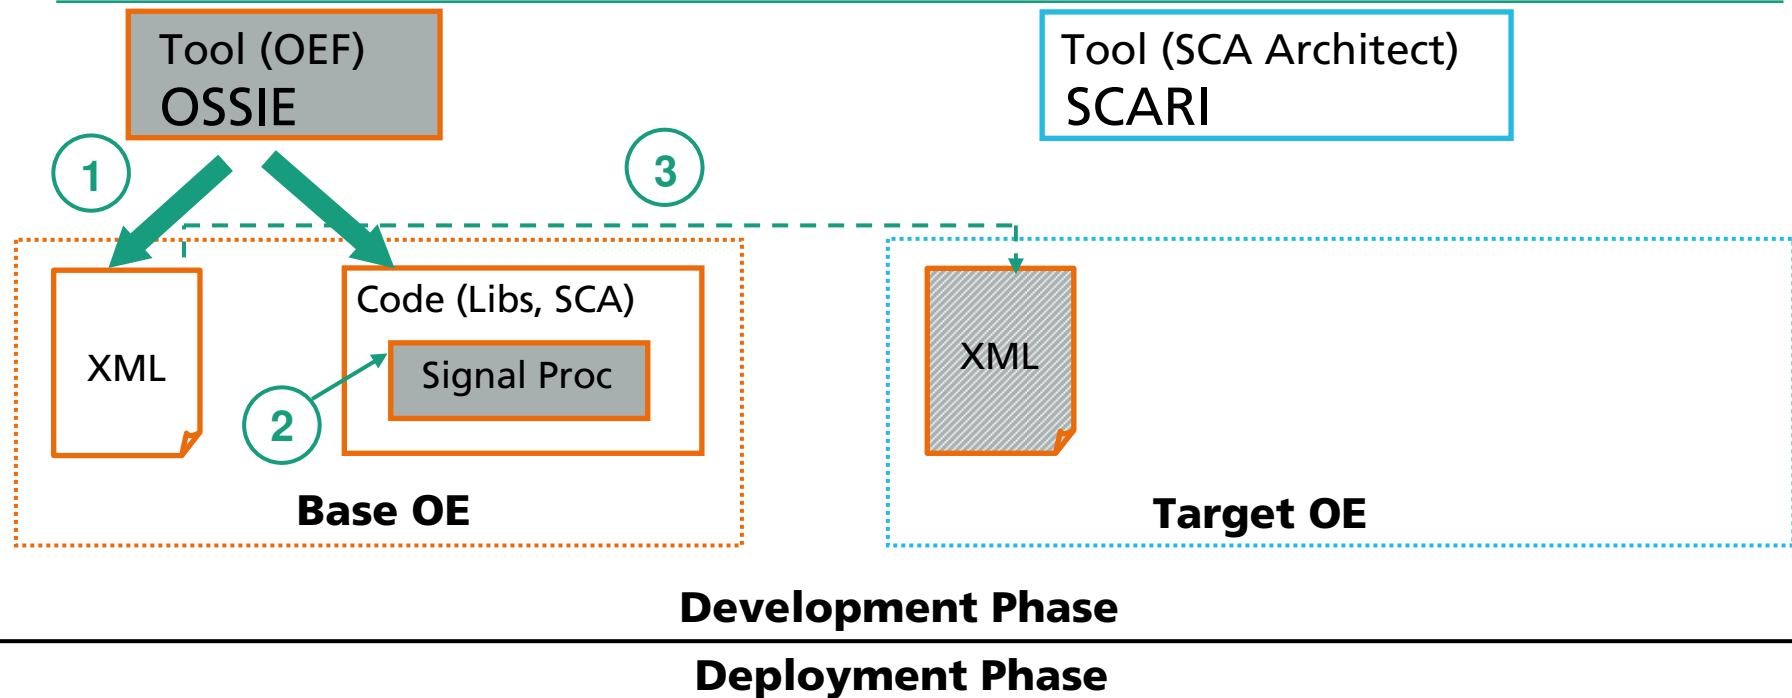 Tool (OEF)
OSSIE
Tool (SCA Architect)
SCARI
1
3
XML
Code (Libs, SCA)
Signal Proc
2
XML
Base OE
Target OE
Development Phase
Deployment Phase